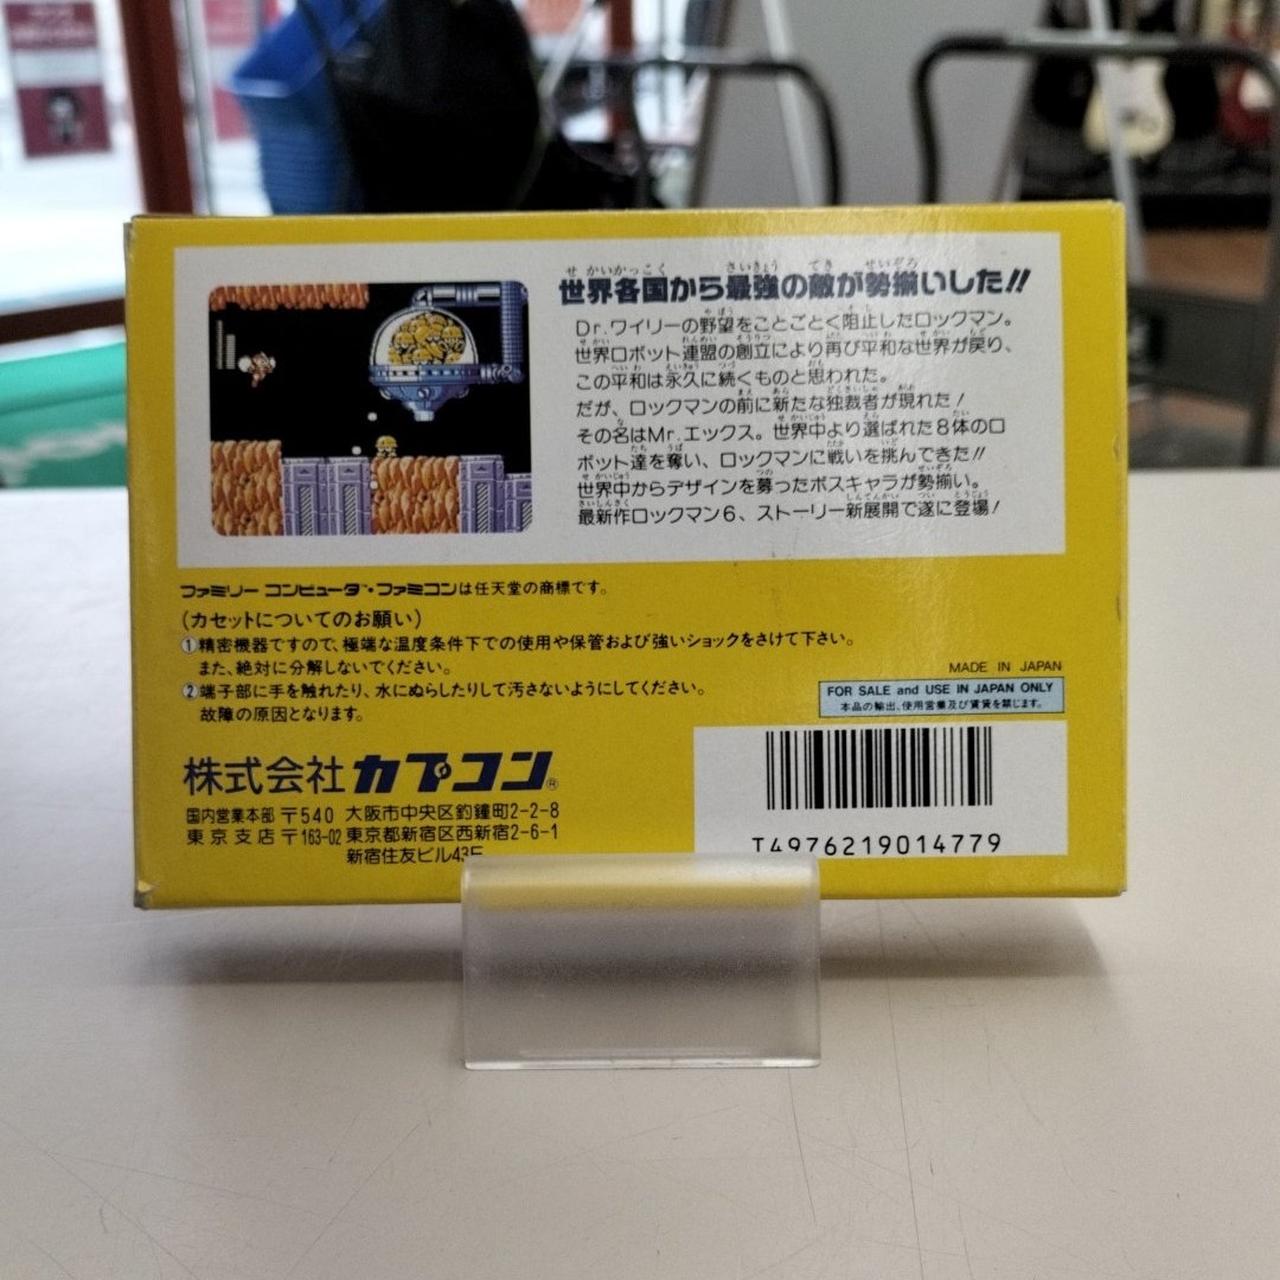 世界各国から最強の敵が勢揃いした!!
Dr.ワイリーの野望をことごとく阻止したロックマン。
世界ロボット連盟の創立により再び平和な世界が戻り、
この平和は永久に続くものと思われた。
だが、ロックマンの前に新たな独裁者が現れた!
その名はMr.エックス。世界中より選ばれた8体のロ
ボット達を奪い、ロックマンに戦いを挑んできた!!
世界中からデザインを募ったボスキャラが勢揃い。
最新作ロックマン6、ストーリー新展開で遂に登場!
ファミリー コンピュータ™・ファミコンは任天堂の商標です。
(カセットについてのお願い)
①精密機器ですので、極端な温度条件下での使用や保管および強いショックをさけて下さい。
また、絶対に分解しないでください。
②端子部に手を触れたり、水にぬらしたりして汚さないようにしてください。
故障の原因となります。
MADE IN JAPAN
FOR SALE and USE IN JAPAN ONLY
本品の輸出、使用営業及び賃貸を禁じます。
株式会社カプコン®
国内営業本部 〒540 大阪市中央区釣鐘町2-2-8
東京支店 〒163-02 東京都新宿区西新宿2-6-1
新宿住友ビル43F
T4976219014779